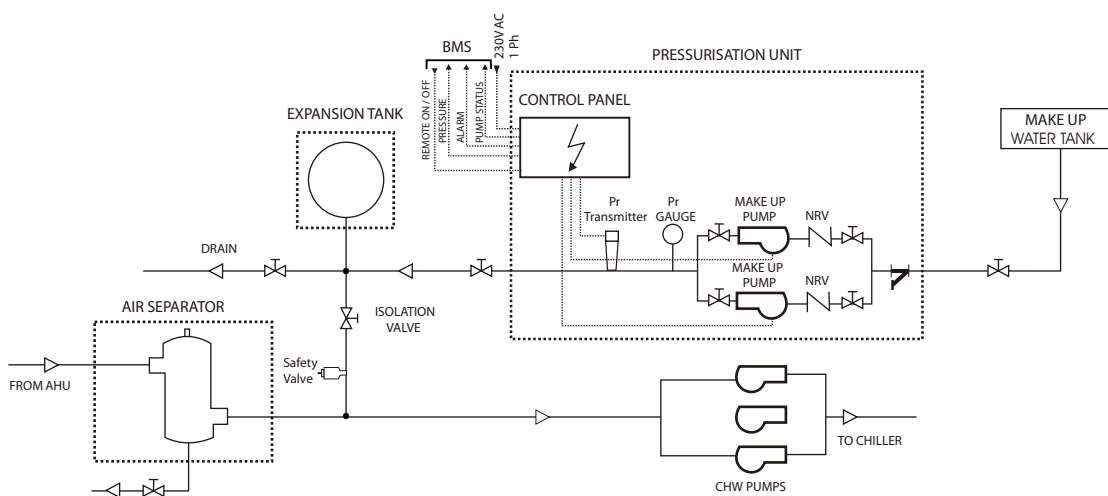 BMS
230V AC
1 Ph
PRESSURISATION UNIT
EXPANSION TANK
REMOTE ON / OFF
PRESSURE
ALARM
PUMP STATUS
CONTROL PANEL
MAKE UP
WATER TANK
Pr
Transmitter
Pr
GAUGE
MAKE UP
PUMP
NRV
DRAIN
MAKE UP
PUMP
NRV
AIR SEPARATOR
ISOLATION
VALVE
Safety
Valve
FROM AHU
TO CHILLER
CHW PUMPS